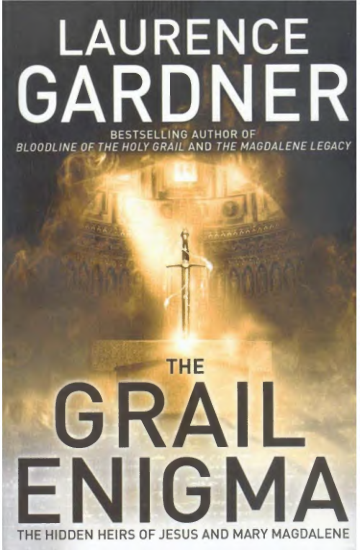 LAURENCE
GARDNER
BESTSELLING AUTHOR OF
BLOODLINE OF THE HOLY GRAIL AND THE MAGDALENE LEGACY
THE
GRAIL
ENIGMA
THE HIDDEN HEIRS OF JESUS AND MARY MAGDALENE